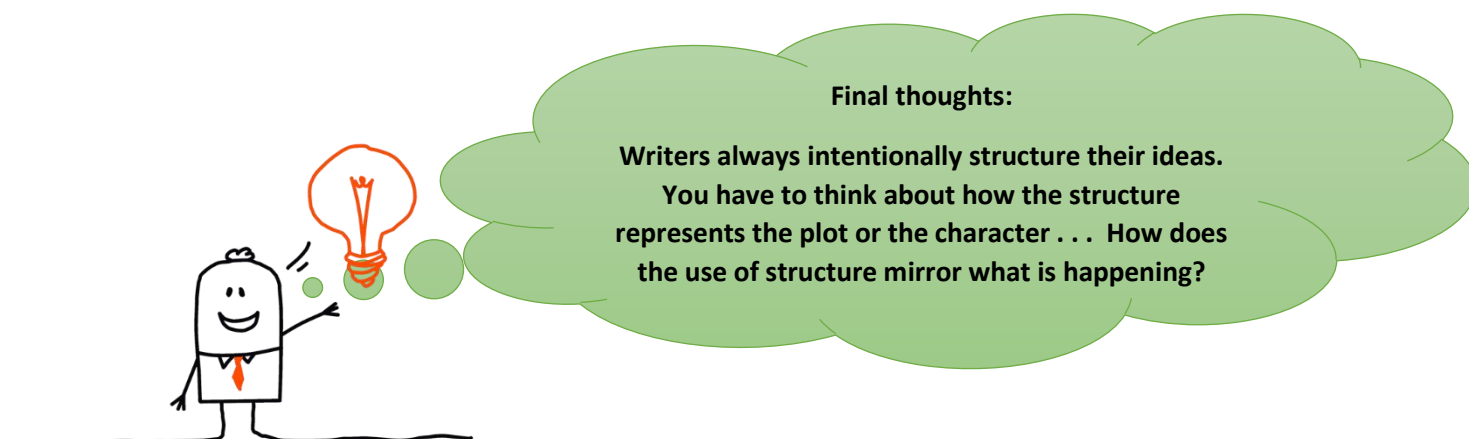 Final thoughts:
Writers always intentionally structure their ideas.
You have to think about how the structure
represents the plot or the character . . .  How does
the use of structure mirror what is happening?